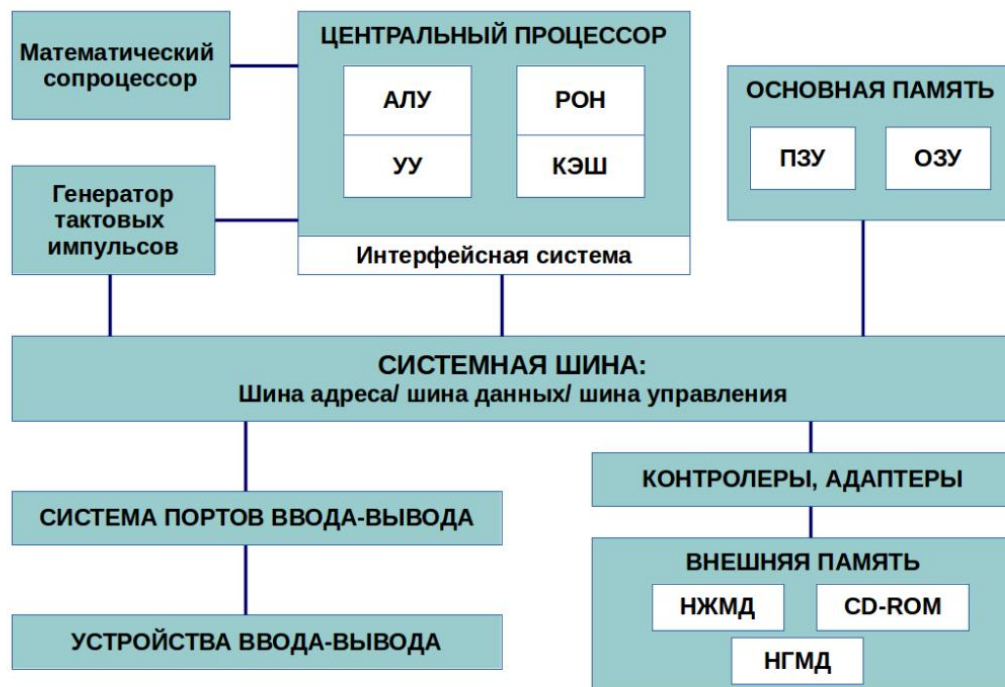 Математический
сопроцессор
ЦЕНТРАЛЬНЫЙ ПРОЦЕССОР
АЛУ
РОН
УУ
КЭШ
Интерфейсная система
ОСНОВНАЯ ПАМЯТЬ
ПЗУ
ОЗУ
Генератор
тактовых
импульсов
СИСТЕМНАЯ ШИНА:
Шина адреса/ шина данных/ шина управления
СИСТЕМА ПОРТОВ ВВОДА-ВЫВОДА
УСТРОЙСТВА ВВОДА-ВЫВОДА
КОНТРОЛЕРЫ, АДАПТЕРЫ
ВНЕШНЯЯ ПАМЯТЬ
НЖМД
CD-ROM
НГМД